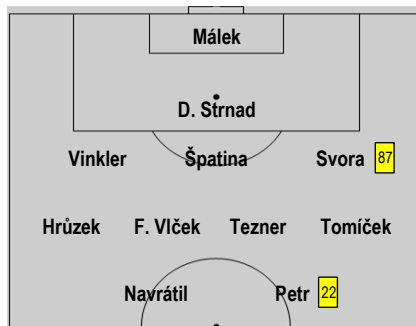 Málek
D. Strnad
Vinkler Špatina Svora 87
Hrůzek F. Vlček Tezner Tomíček
Navrátil Petr 22